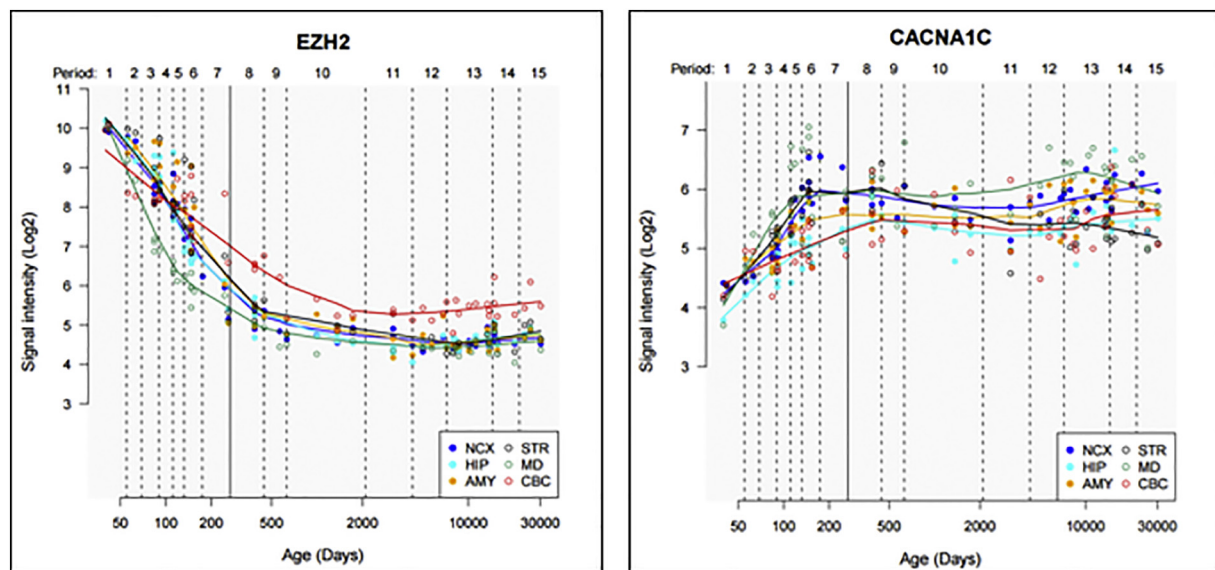 EZH2
Period: 1 2 3 4 5 6 7 8 9 10 11 12 13 14 15
Signal intensity (Log2)
11
10
9
8
7
6
5
4
3
NCX STR
HIP MD
AMY CBC
50 100 200 500 2000 10000 30000
Age (Days)
CACNA1C
Period: 1 2 3 4 5 6 7 8 9 10 11 12 13 14 15
Signal intensity (Log2)
7
6
5
4
3
NCX STR
HIP MD
AMY CBC
50 100 200 500 2000 10000 30000
Age (Days)